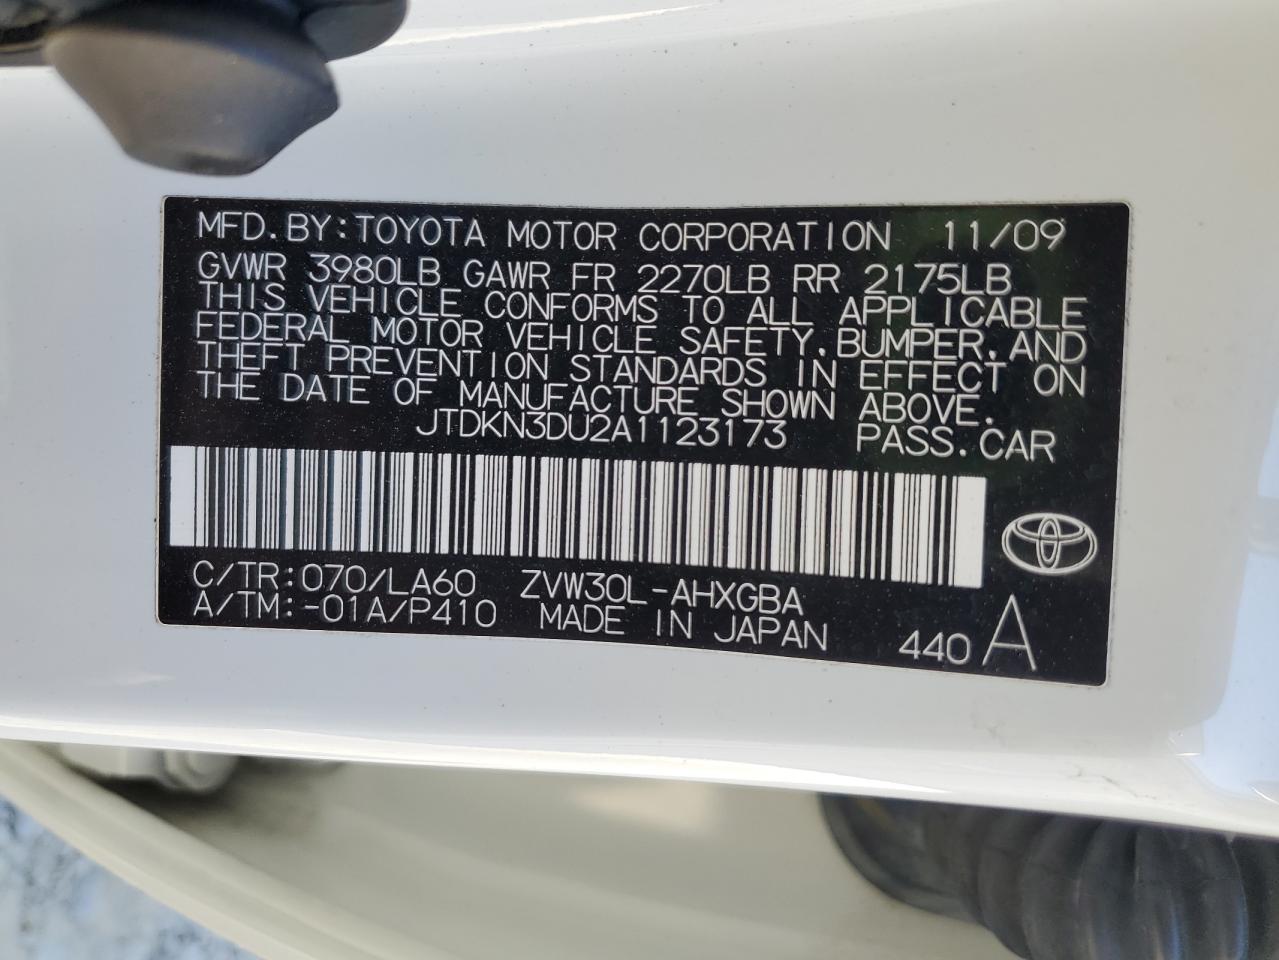 MFD. BY: TOYOTA MOTOR CORPORATION 11/09
GVWR 3980LB GAWR FR 2270LB RR 2175LB
THIS VEHICLE CONFORMS TO ALL APPLICABLE
FEDERAL MOTOR VEHICLE SAFETY, BUMPER, AND
THEFT PREVENTION STANDARDS IN EFFECT ON
THE DATE OF MANUFACTURE SHOWN ABOVE.
JTDKN3DU2A1123173 PASS. CAR
C/TR: 070/LA60 ZVW30L-AHXGBA
A/TM: -01A/P410 MADE IN JAPAN 440 A